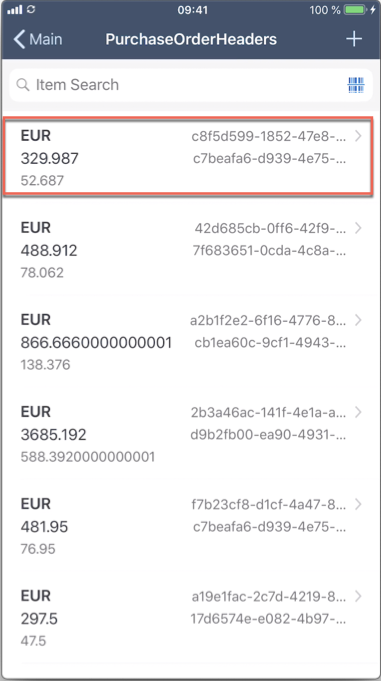 09:41
100 %
Main
PurchaseOrderHeaders
Item Search
EUR
c8f5d599-1852-47e8-...
329.987
c7beafa6-d939-4e75-...
52.687
EUR
42d685cb-0ff6-42f9-...
488.912
7f683651-0cda-4c8a-...
78.062
EUR
a2b1f2e2-6f16-4776-8...
866.6660000000001
cb1ea60c-9cf1-4943-...
138.376
EUR
2b3a46ac-141f-4e1a-a...
3685.192
d9b2fb00-ea90-4931-...
588.3920000000001
EUR
f7b23cf8-d1cf-4a47-8...
481.95
c7beafa6-d939-4e75-...
76.95
EUR
a19e1fac-2c7d-4219-8...
297.5
17d6574e-e082-4b97-...
47.5